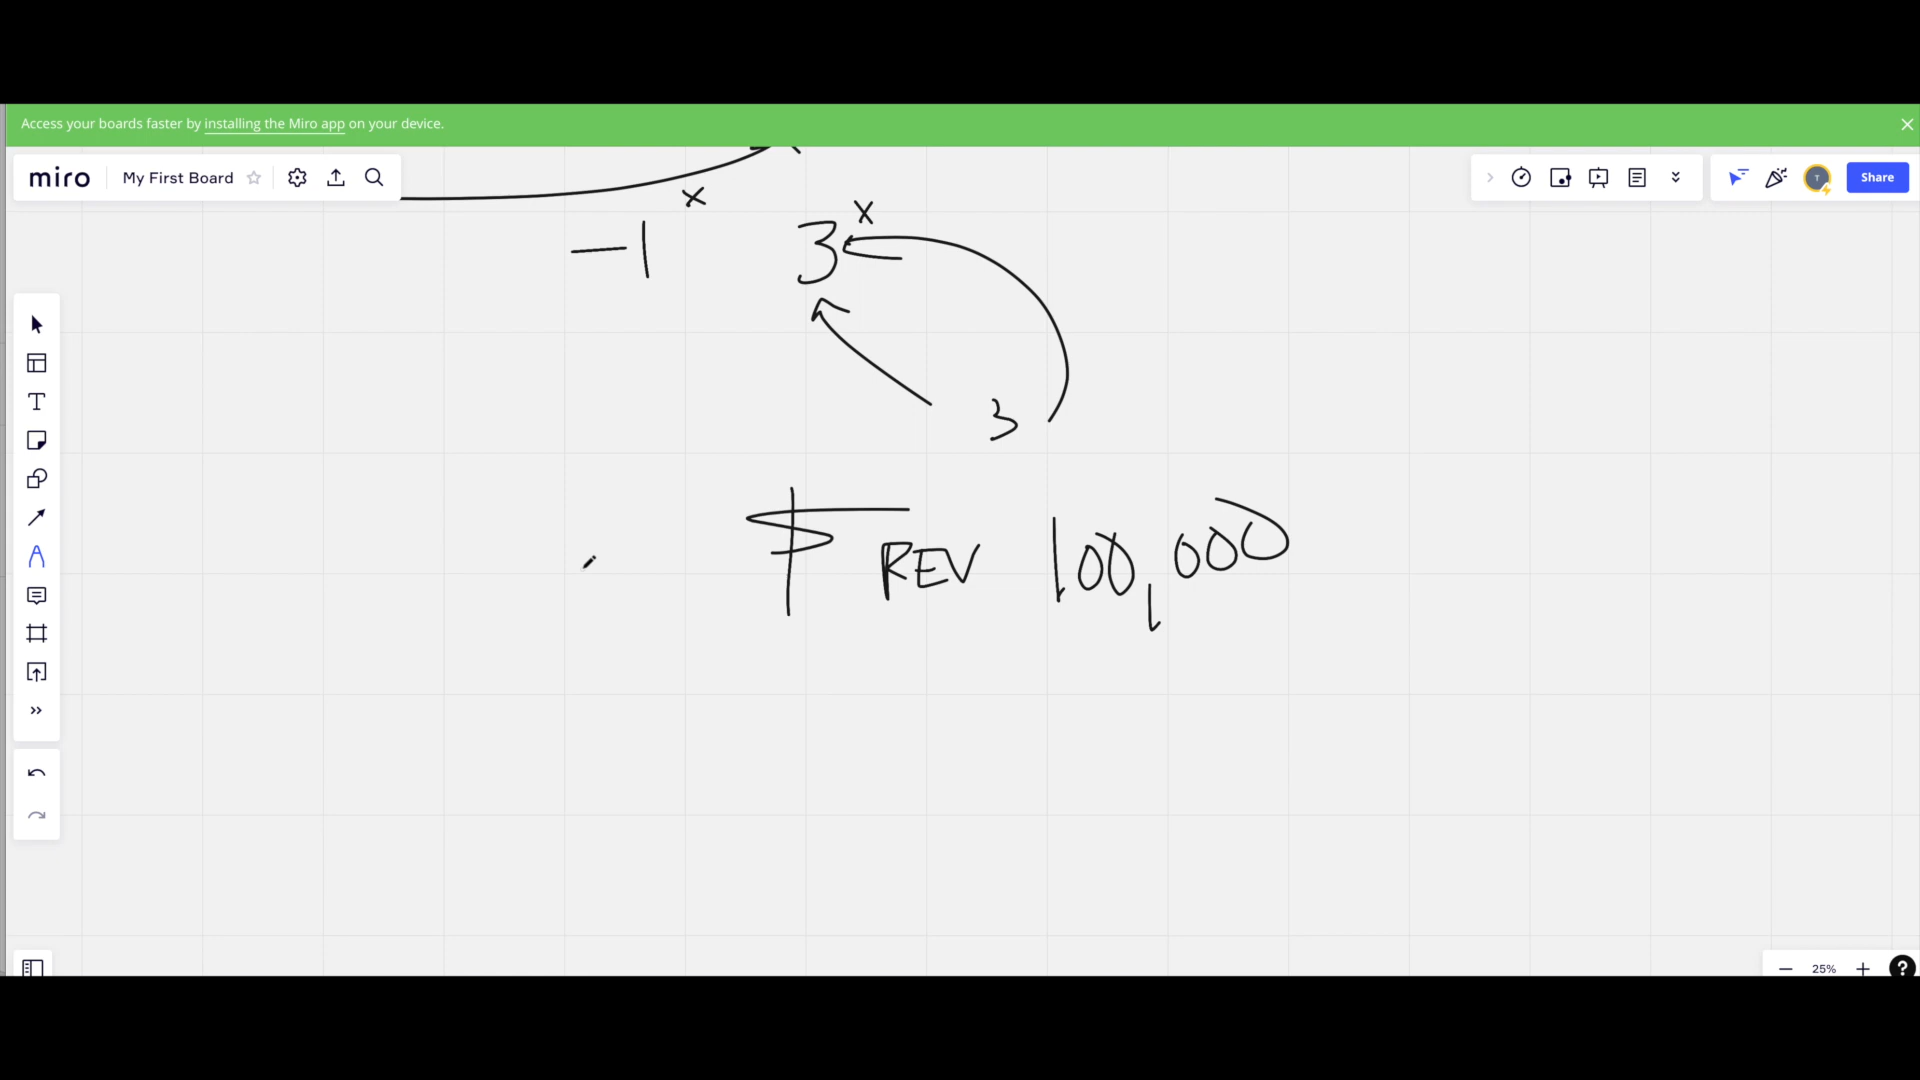 Access your boards faster by installing the Miro app on your device.
miro My First Board
T
Share
-1 x 3 x
3
$ REV 100,000
25%
?